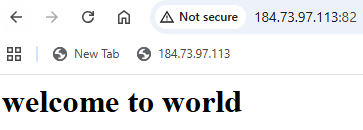 Not secure 184.73.97.113:82
New Tab 184.73.97.113
welcome to world